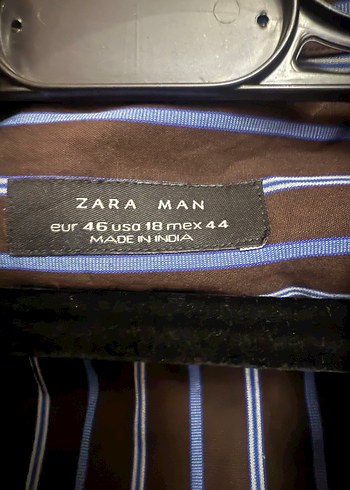 ZARA MAN
eur 46 usa 18 mex 44
MADE IN INDIA